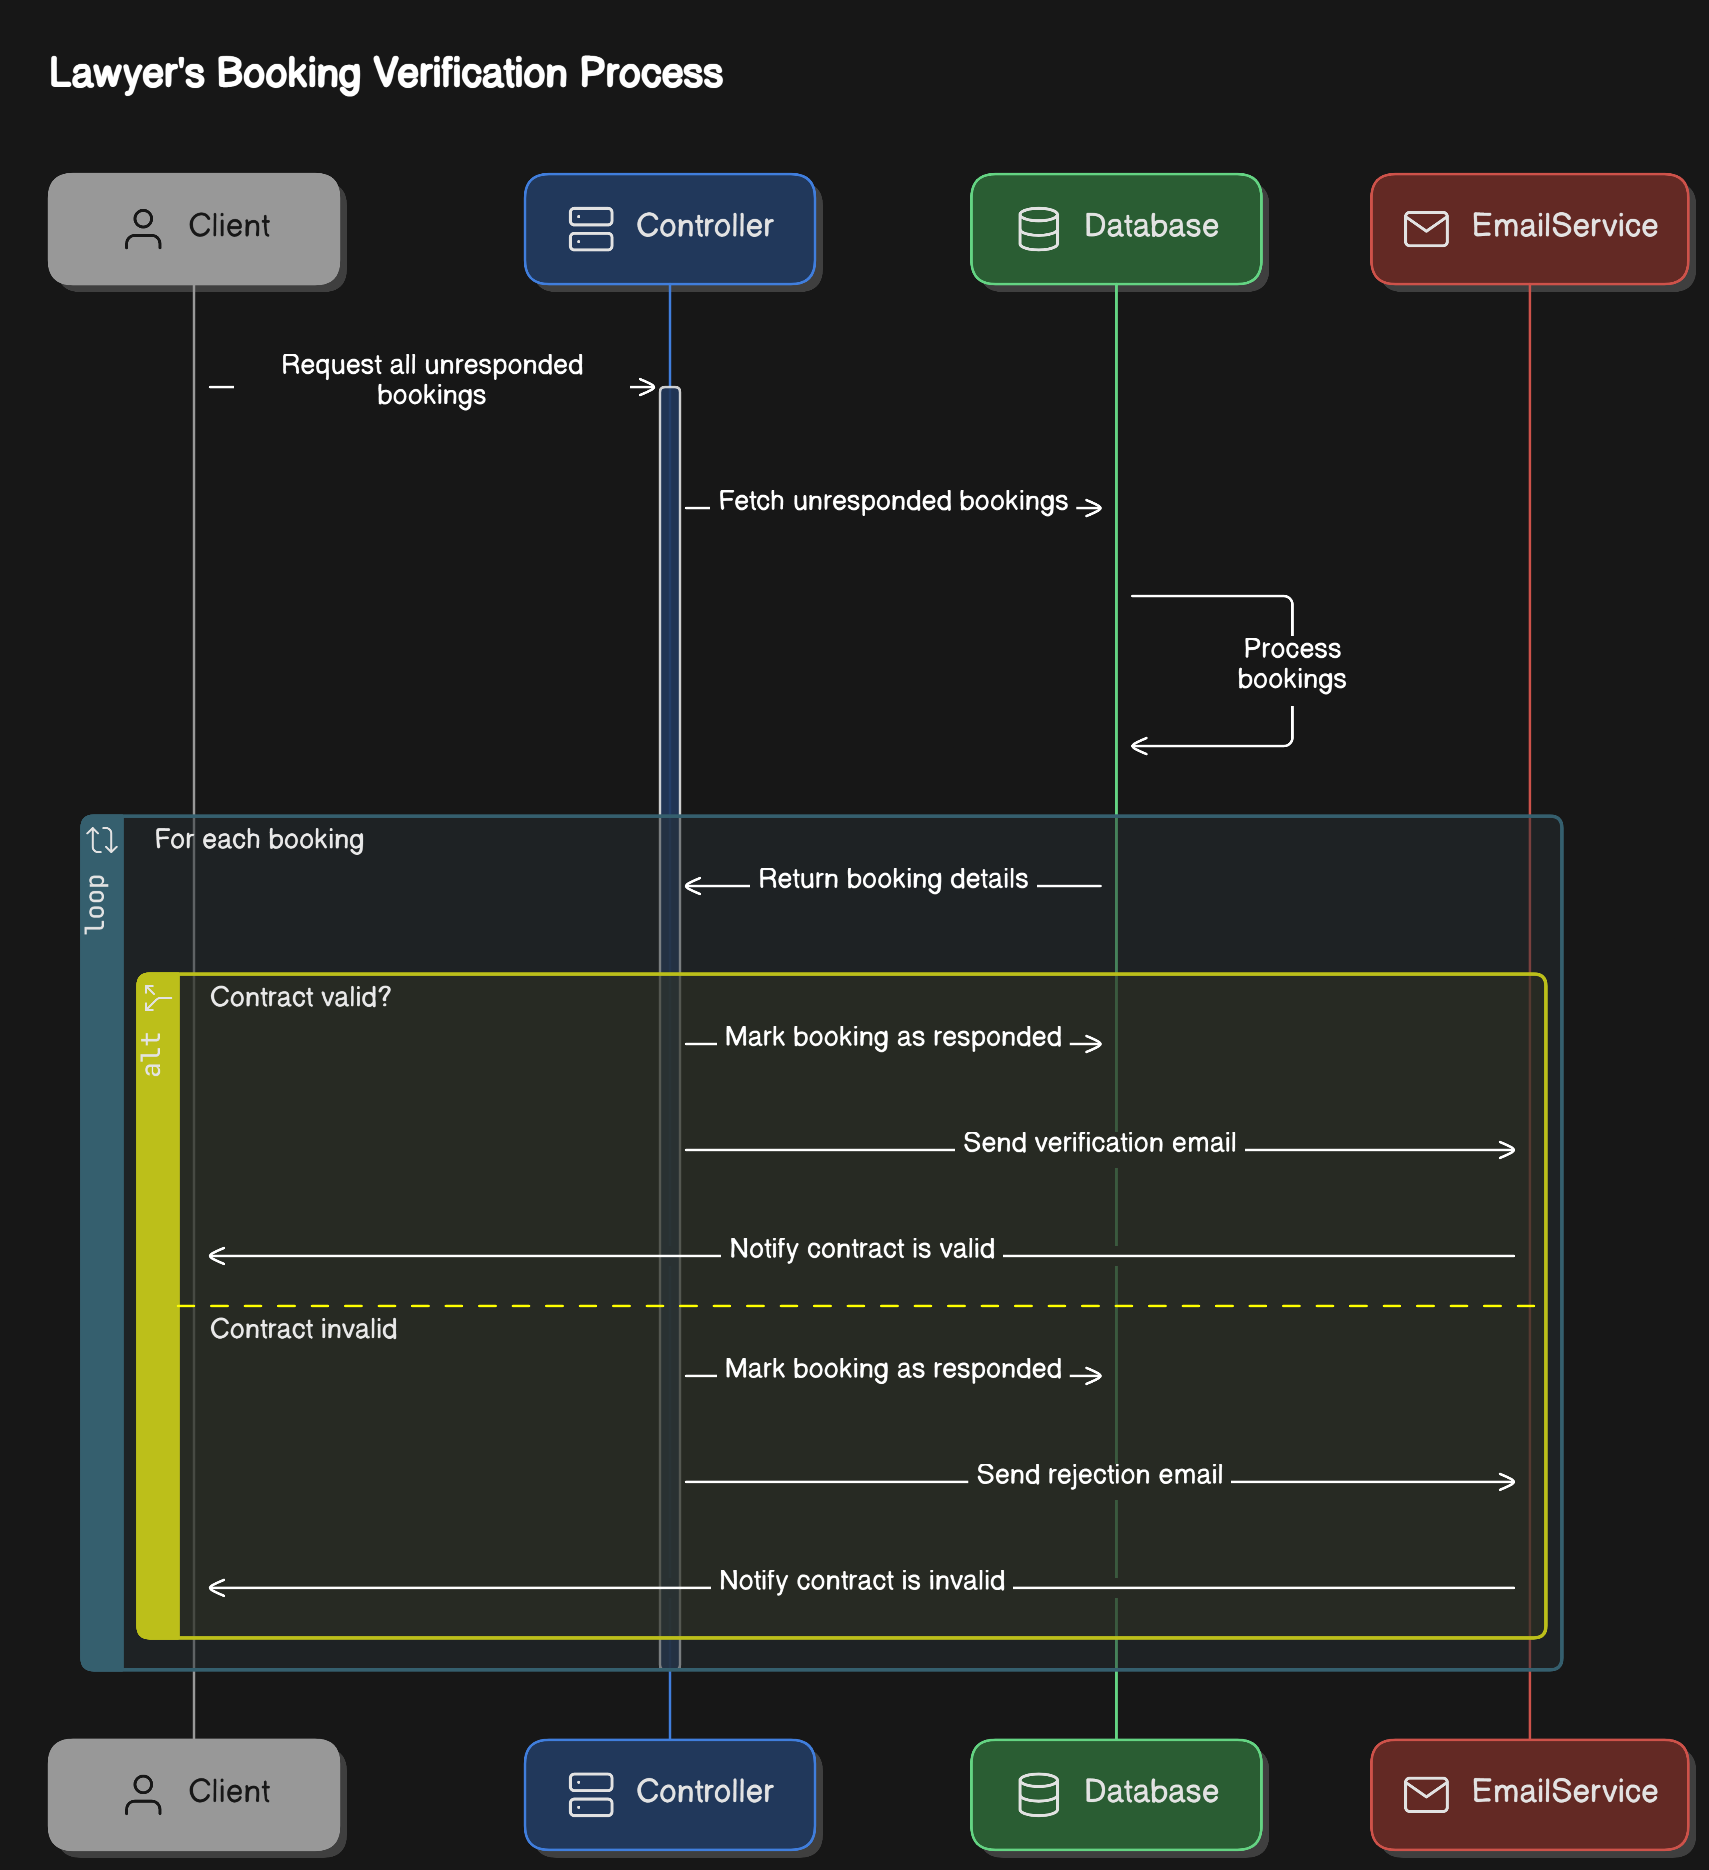 Lawyer's Booking Verification Process
Client
Controller
Database
EmailService
Request all unresponded
bookings
Fetch unresponded bookings
Process
bookings
loop
For each booking
Return booking details
alt
Contract valid?
Mark booking as responded
Send verification email
Notify contract is valid
Contract invalid
Mark booking as responded
Send rejection email
Notify contract is invalid
Client
Controller
Database
EmailService